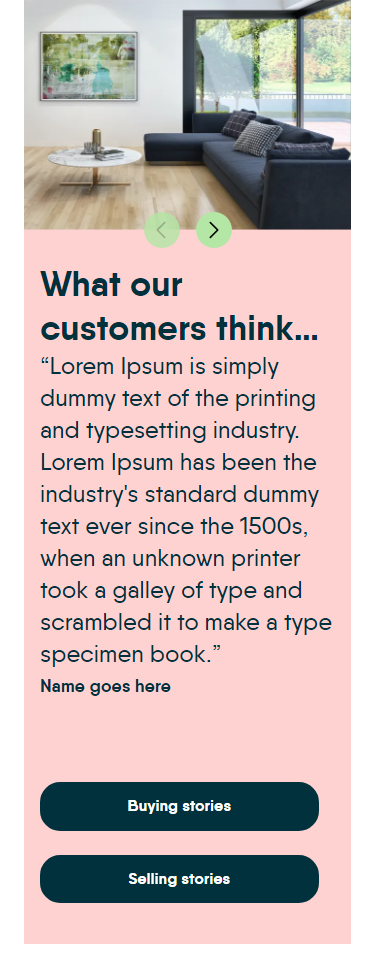 What our
customers think...
“Lorem Ipsum is simply
dummy text of the printing
and typesetting industry.
Lorem Ipsum has been the
industry's standard dummy
text ever since the 1500s,
when an unknown printer
took a galley of type and
scrambled it to make a type
specimen book.”
Name goes here
Buying stories
Selling stories